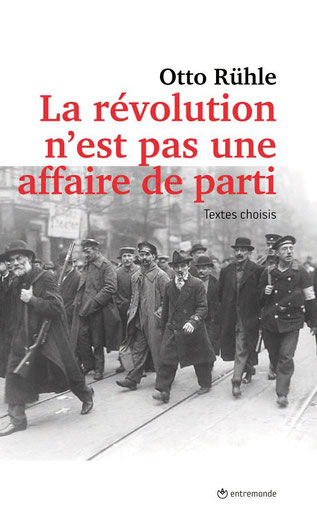 Otto Rühle
La révolution
n'est pas une
affaire de parti
Textes choisis
entremonde